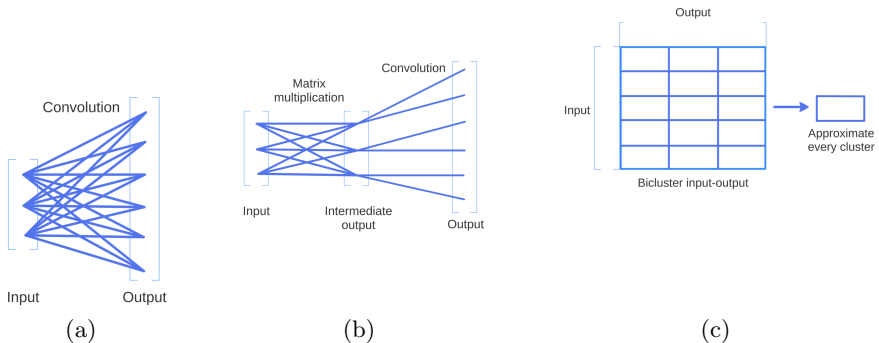 Convolution
Input
Output
(a)
Matrix
multiplication
Convolution
Input
Intermediate
output
Output
(b)
Output
Input
Approximate
every cluster
Bicluster input-output
(c)